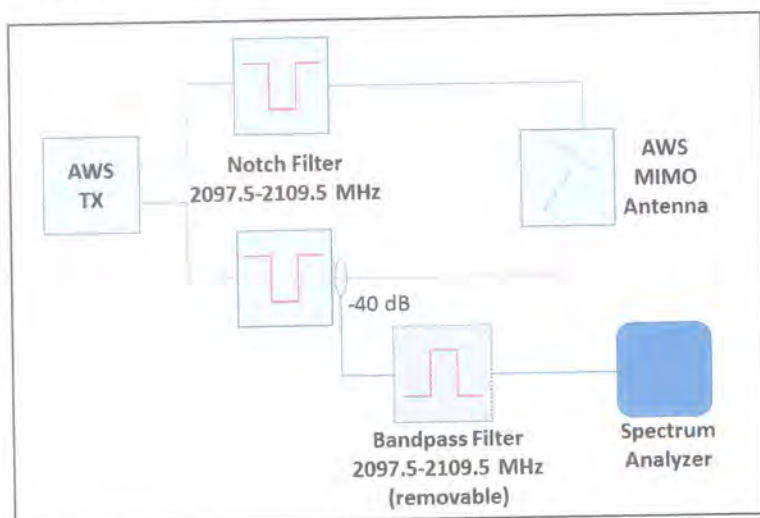 AWS
TX
Notch Filter
2097.5-2109.5 MHz
AWS
MIMO
Antenna
-40 dB
Bandpass Filter
2097.5-2109.5 MHz
(removable)
Spectrum
Analyzer